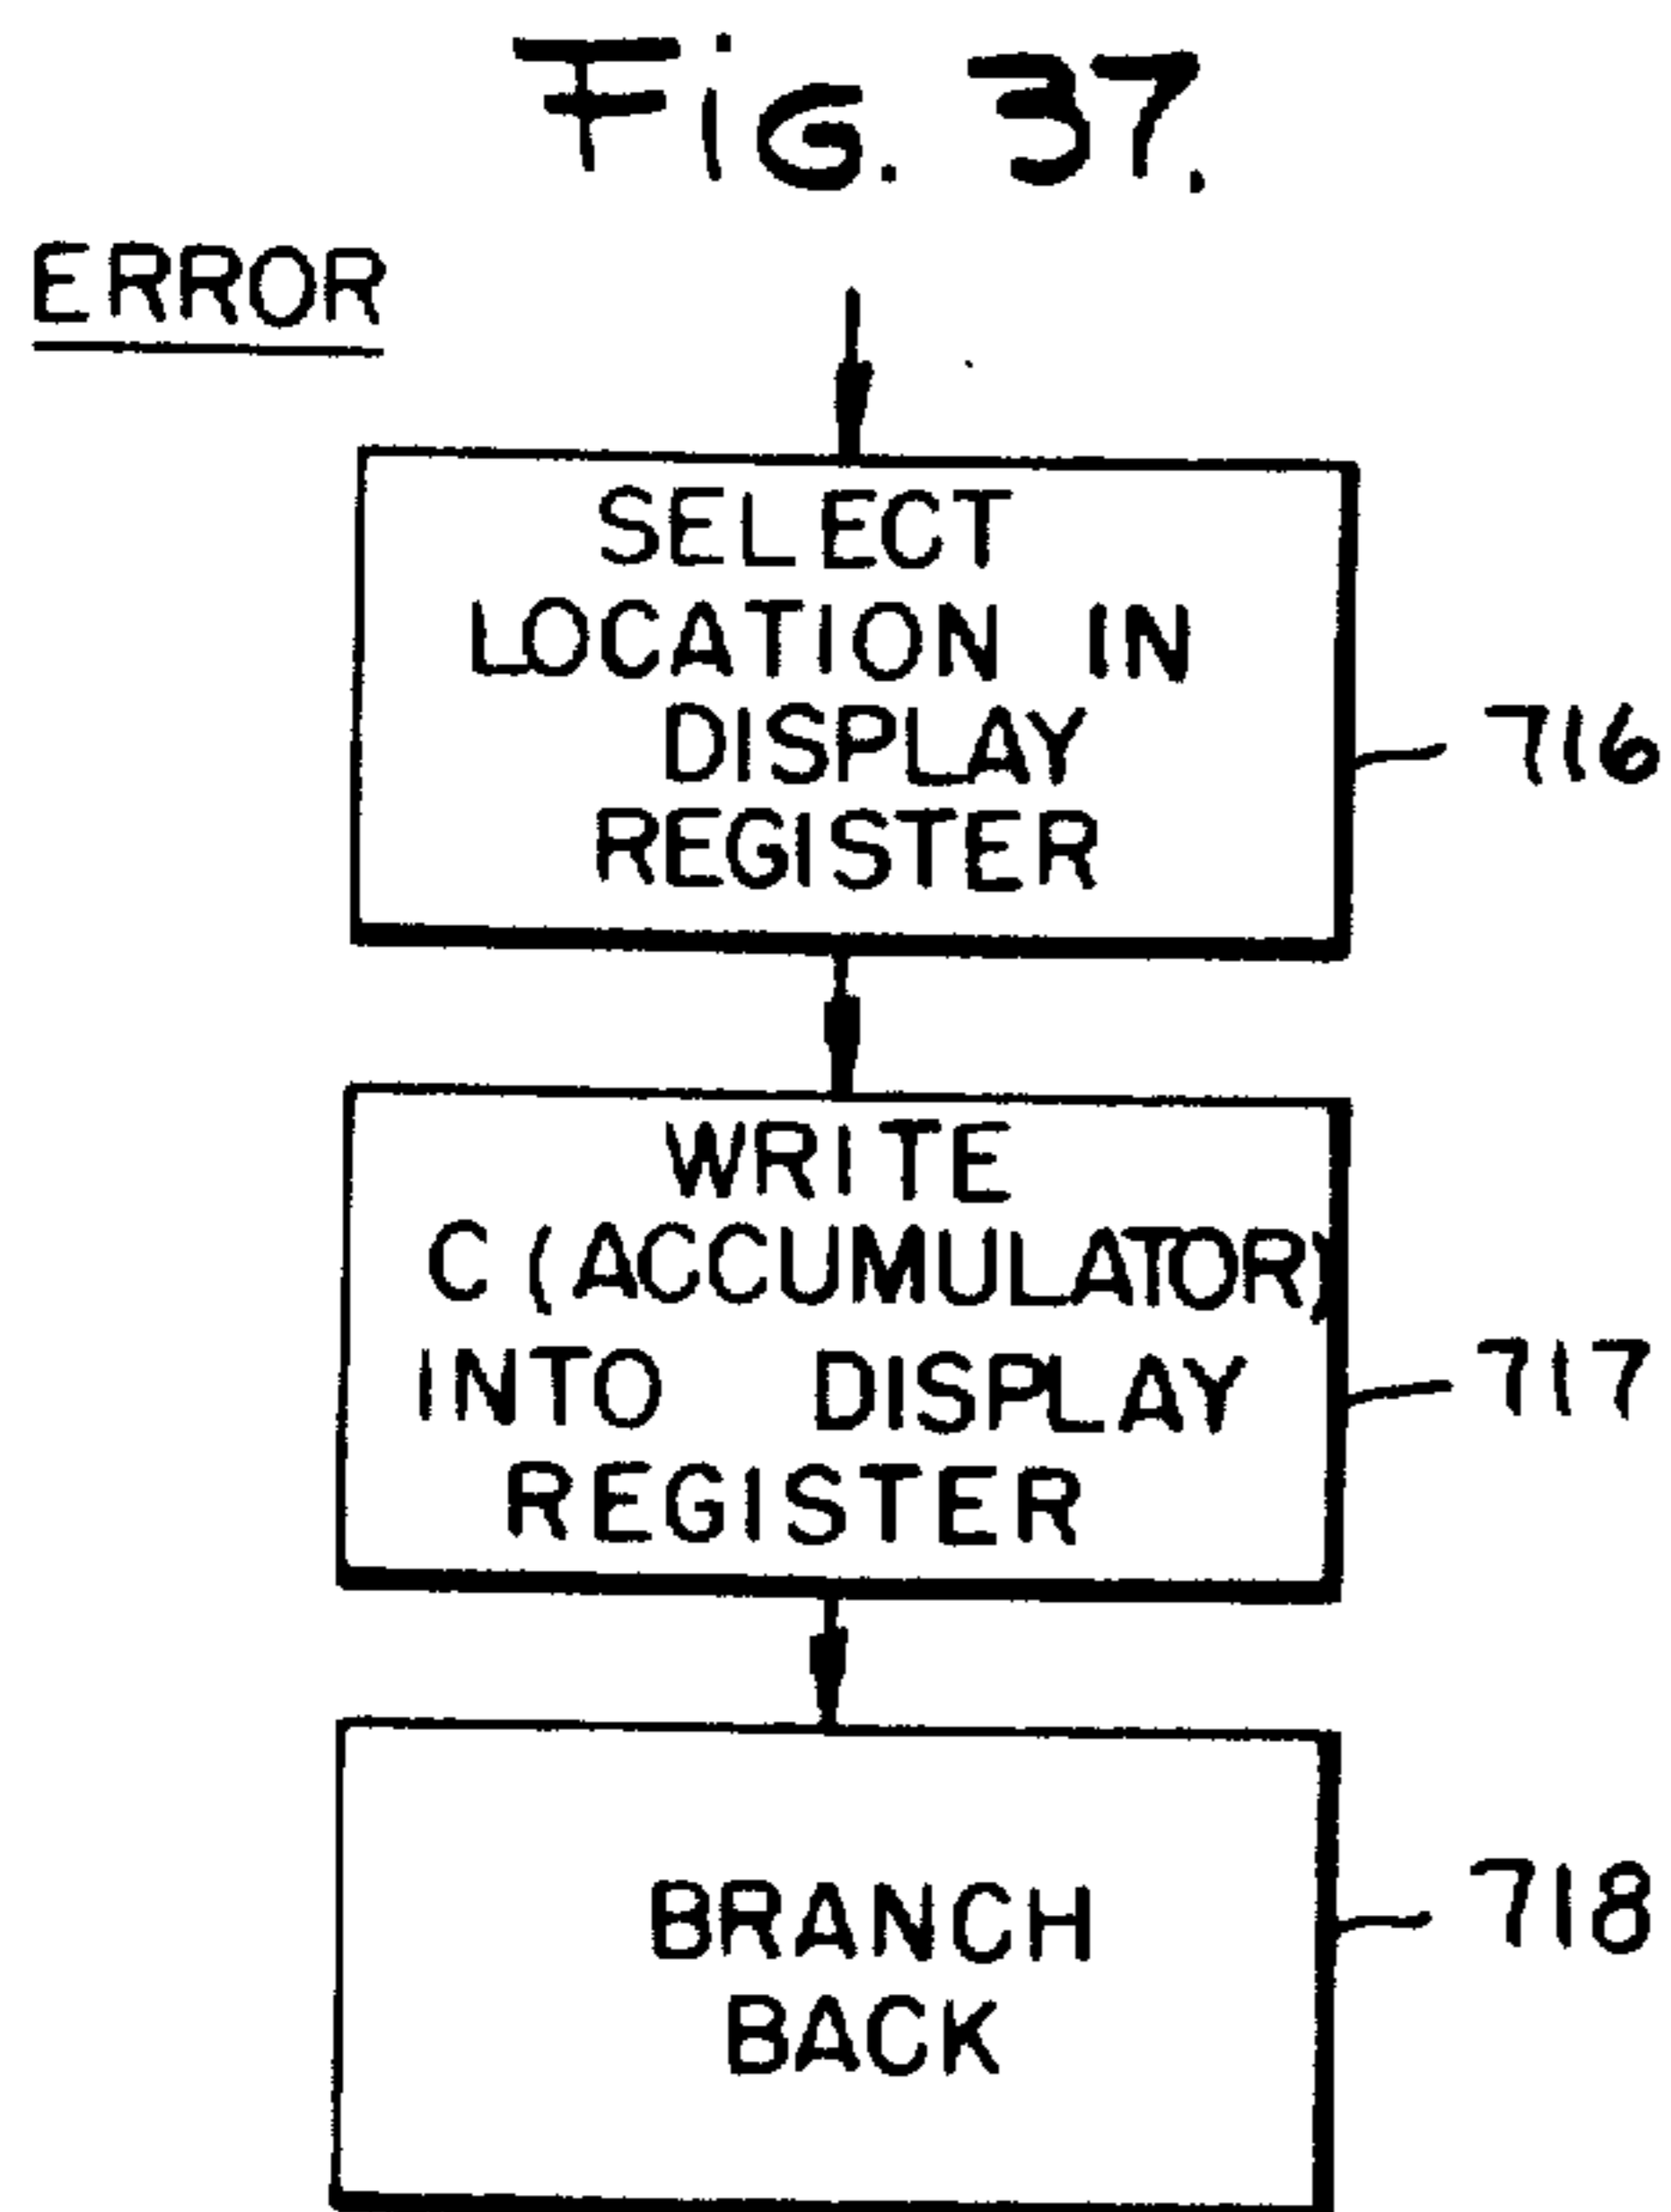 Fig. 37.
ERROR
SELECT
LOCATION IN
DISPLAY
REGISTER
716
WRITE
C (ACCUMULATOR)
INTO DISPLAY
REGISTER
717
BRANCH
BACK
718